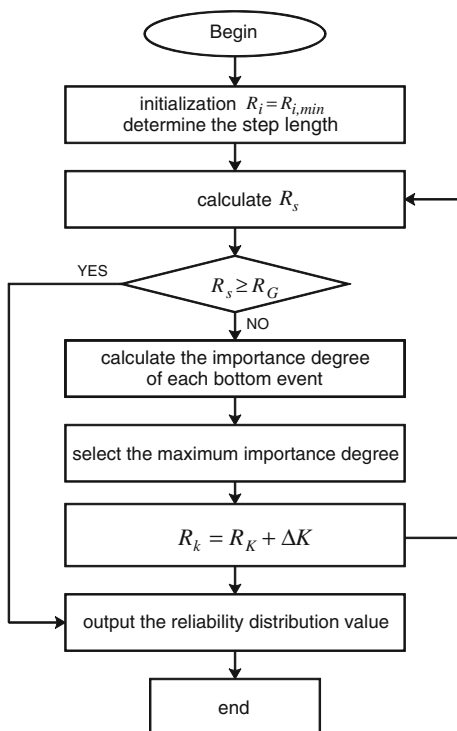 Begin
initialization R_i = R_{i,min}
determine the step length
calculate R_s
YES
R_s ≥ R_G
NO
calculate the importance degree
of each bottom event
select the maximum importance degree
R_k = R_K + ΔK
output the reliability distribution value
end